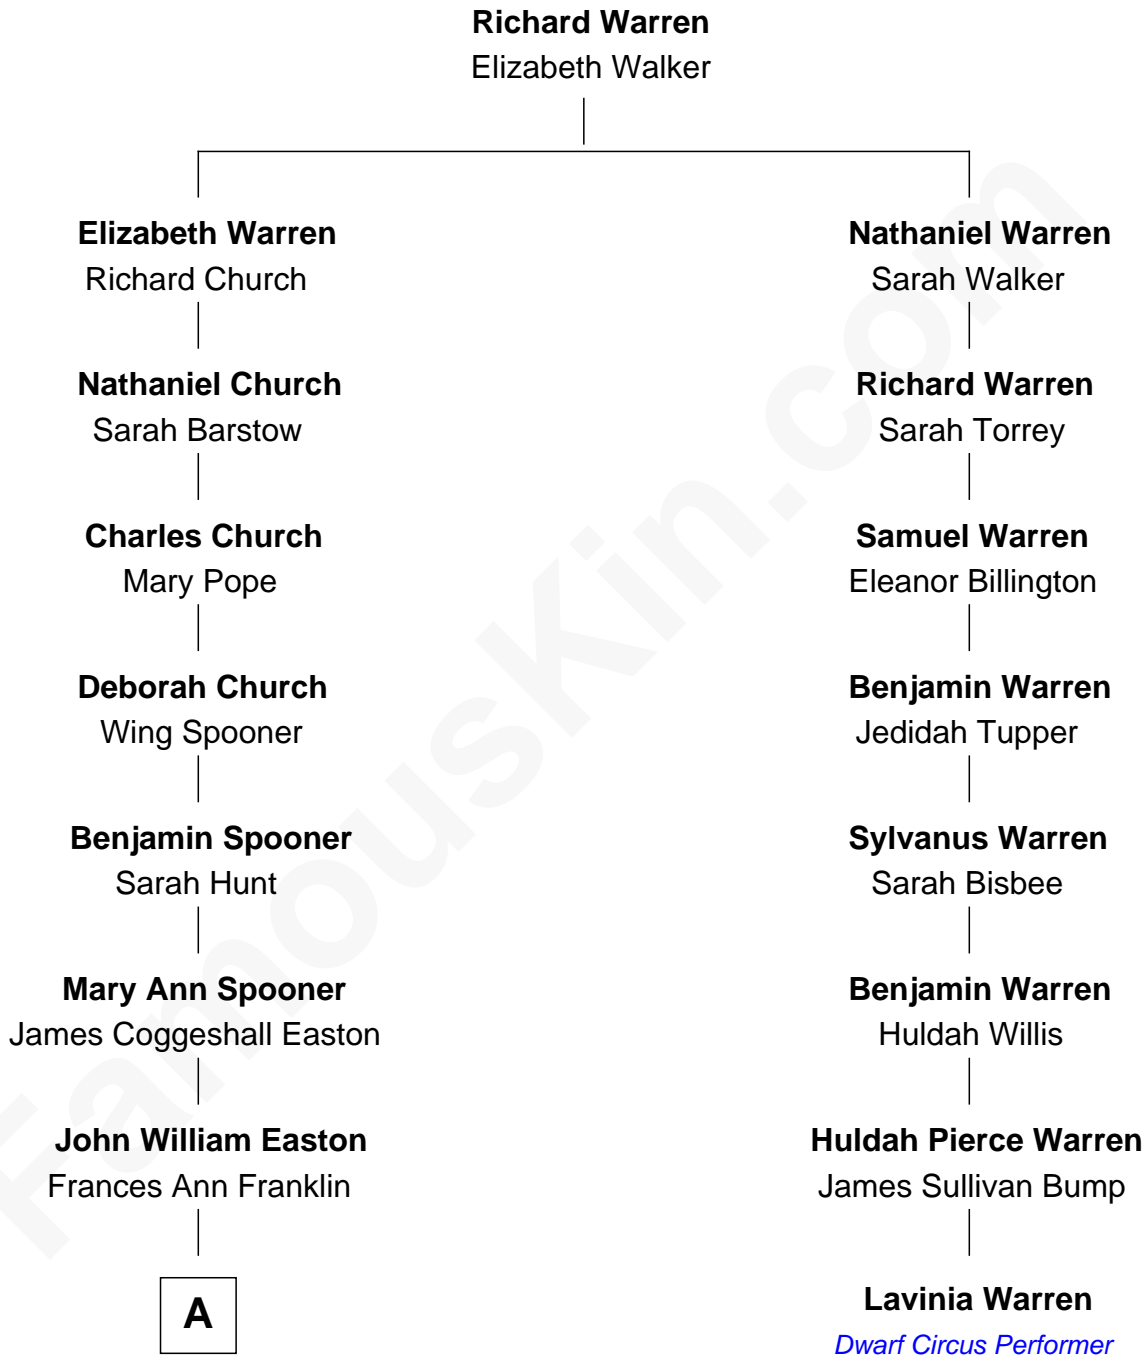 Richard Warren
Elizabeth Walker
Elizabeth Warren
Richard Church
Nathaniel Church
Sarah Barstow
Charles Church
Mary Pope
Deborah Church
Wing Spooner
Benjamin Spooner
Sarah Hunt
Mary Ann Spooner
James Coggeshall Easton
John William Easton
Frances Ann Franklin
A
Nathaniel Warren
Sarah Walker
Richard Warren
Sarah Torrey
Samuel Warren
Eleanor Billington
Benjamin Warren
Jedidah Tupper
Sylvanus Warren
Sarah Bisbee
Benjamin Warren
Huldah Willis
Huldah Pierce Warren
James Sullivan Bump
Lavinia Warren
Dwarf Circus Performer
FamousKin.com